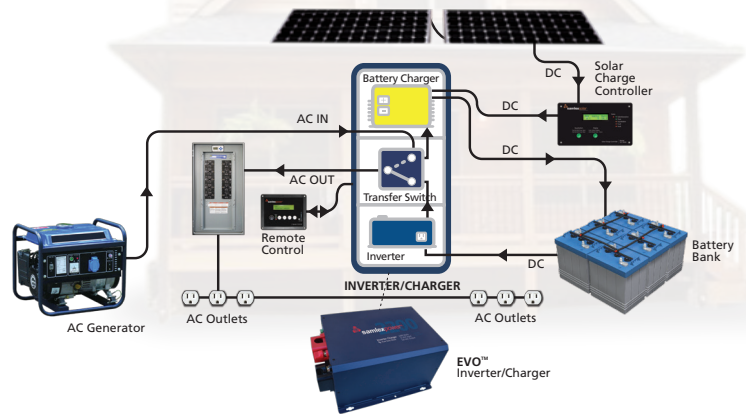 DC
Solar
Charge
Controller
Battery Charger
DC
AC IN
DC
AC OUT
Transfer Switch
Remote
Control
Inverter
DC
Battery
Bank
INVERTER/CHARGER
AC Generator
AC Outlets
AC Outlets
samlexpower
EVO™
Inverter/Charger